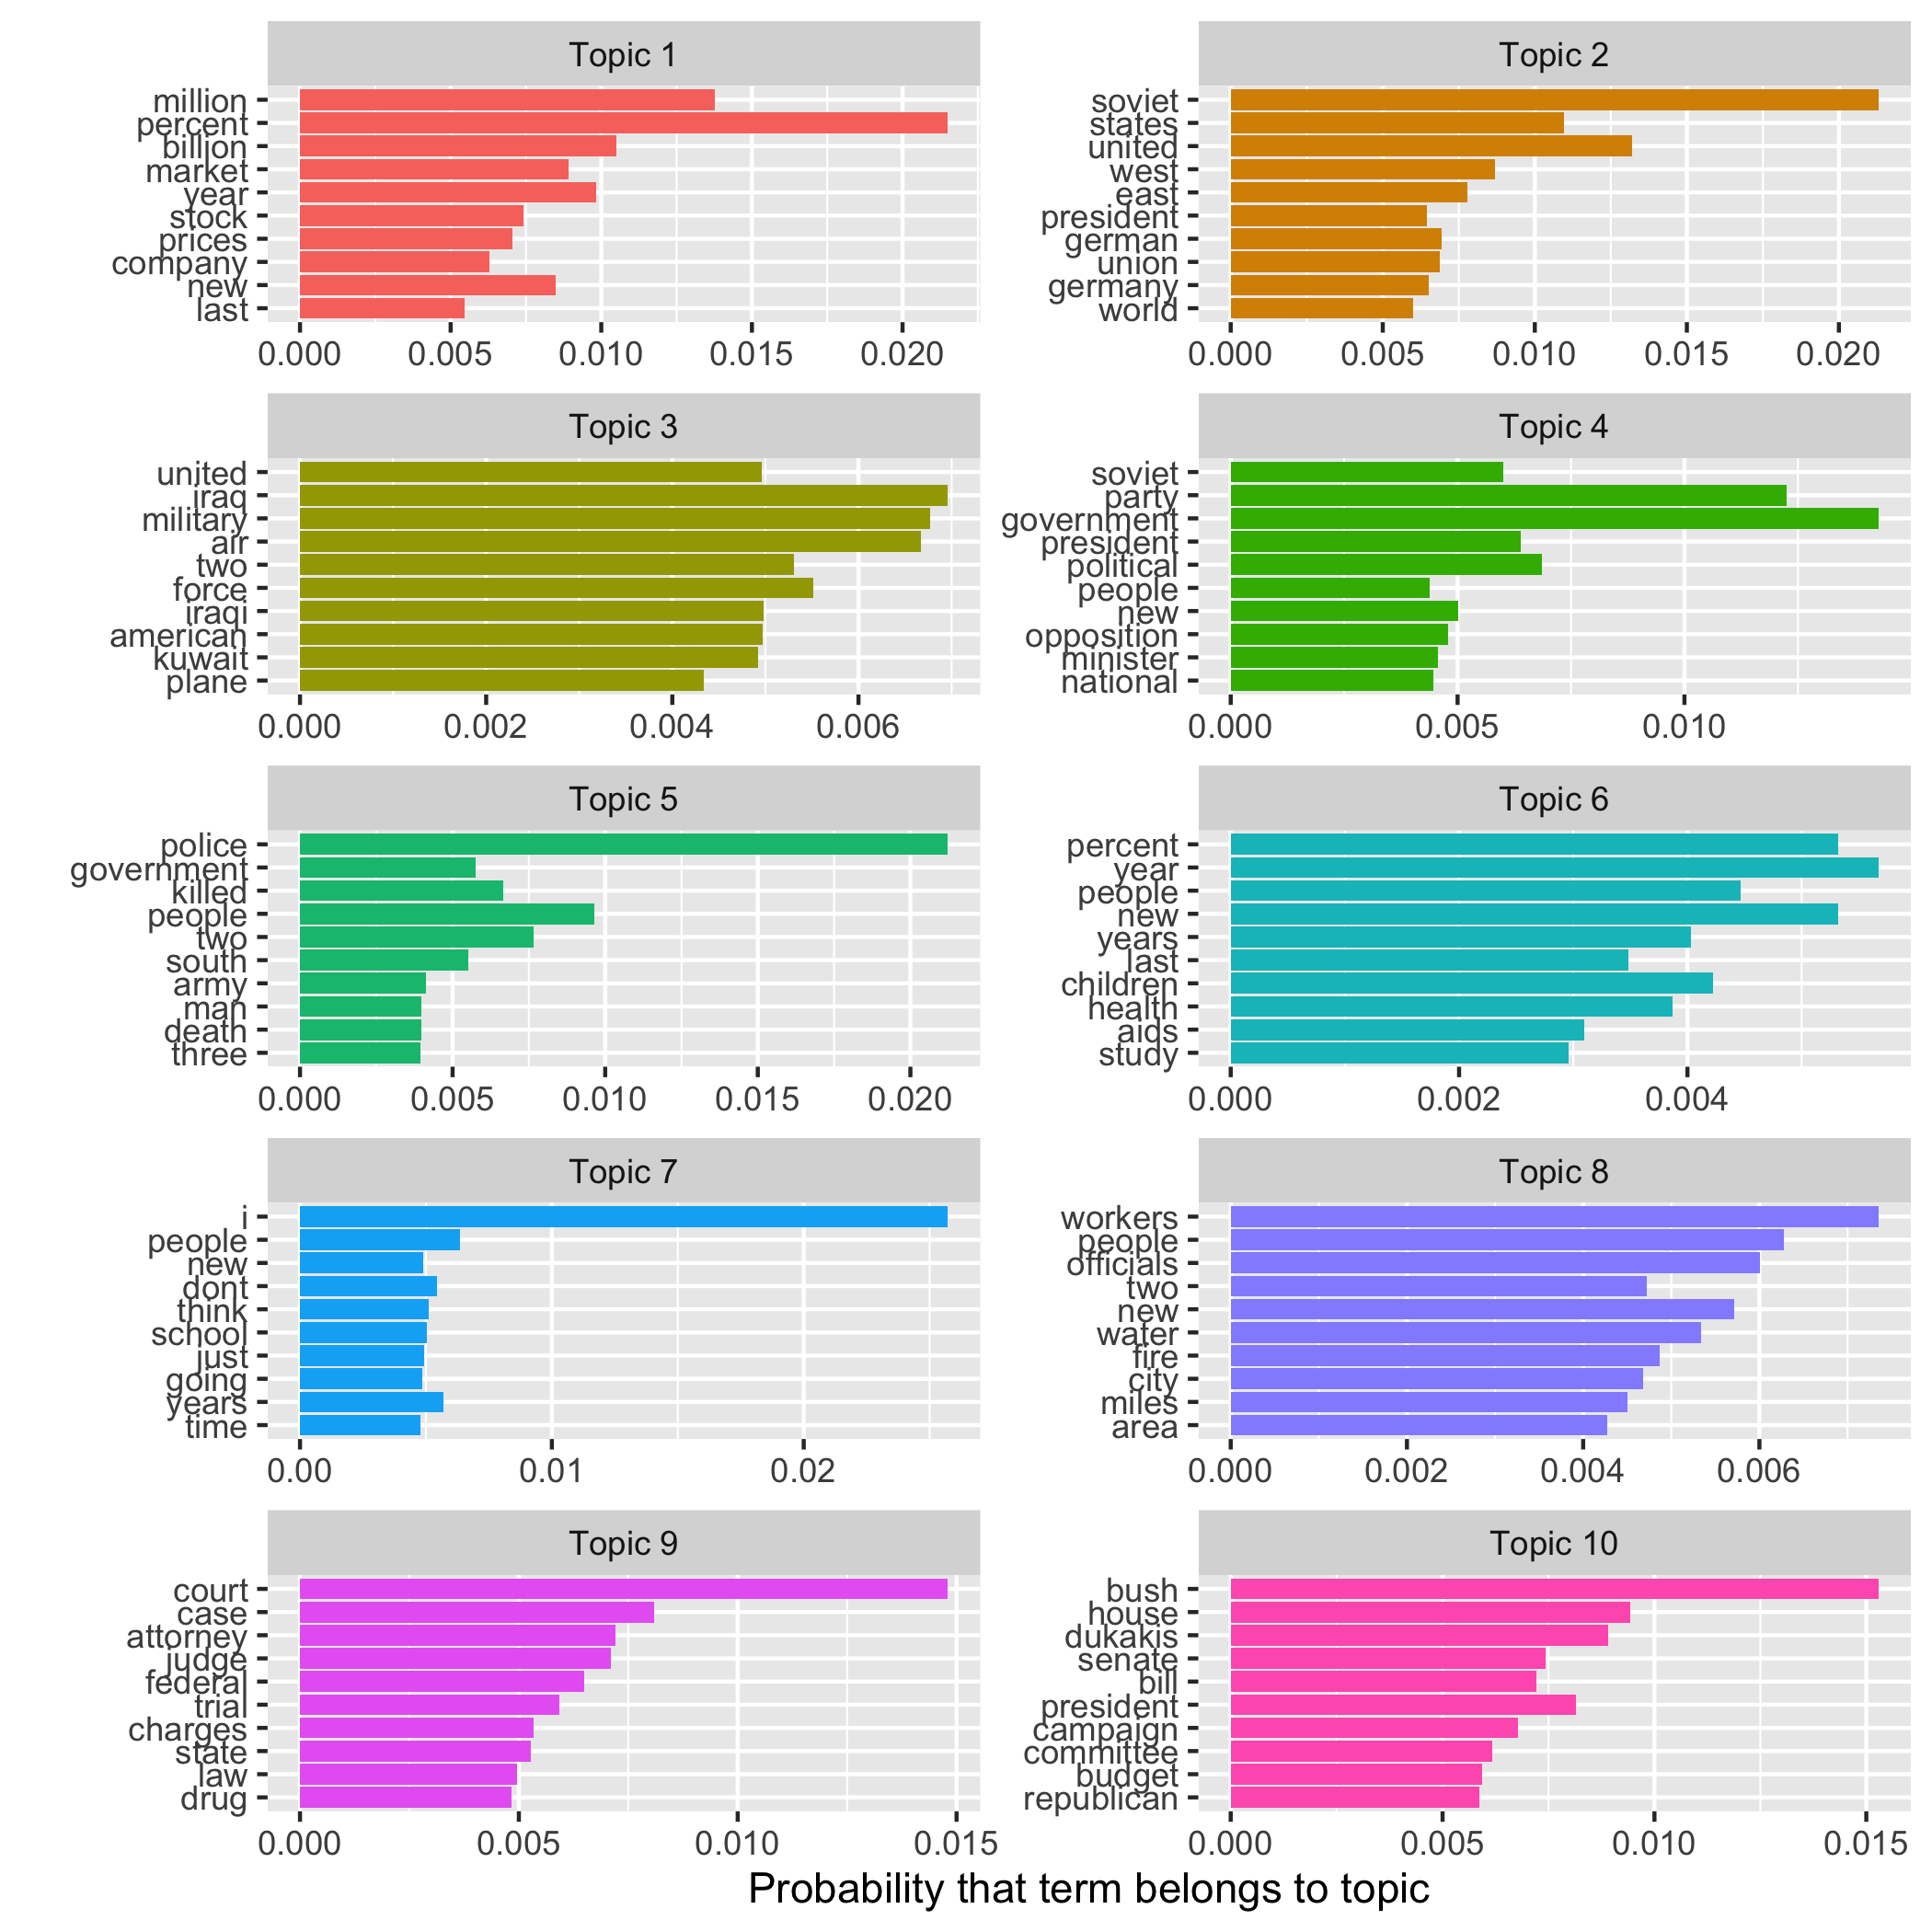 Topic 1
million
percent
billion
market
year
stock
prices
company
new
last
0.000 0.005 0.010 0.015 0.020
Topic 2
soviet
states
united
west
east
president
german
union
germany
world
0.000 0.005 0.010 0.015 0.020
Topic 3
united
iraq
military
air
two
force
iraqi
american
kuwait
plane
0.000 0.002 0.004 0.006
Topic 4
soviet
party
government
president
political
people
new
opposition
minister
national
0.000 0.005 0.010
Topic 5
police
government
killed
people
two
south
army
man
death
three
0.000 0.005 0.010 0.015 0.020
Topic 6
percent
year
people
new
years
last
children
health
aids
study
0.000 0.002 0.004
Topic 7
i
people
new
dont
think
school
just
going
years
time
0.00 0.01 0.02
Topic 8
workers
people
officials
two
new
water
fire
city
miles
area
0.000 0.002 0.004 0.006
Topic 9
court
case
attorney
judge
federal
trial
charges
state
law
drug
0.000 0.005 0.010 0.015
Topic 10
bush
house
dukakis
senate
bill
president
campaign
committee
budget
republican
0.000 0.005 0.010 0.015
Probability that term belongs to topic